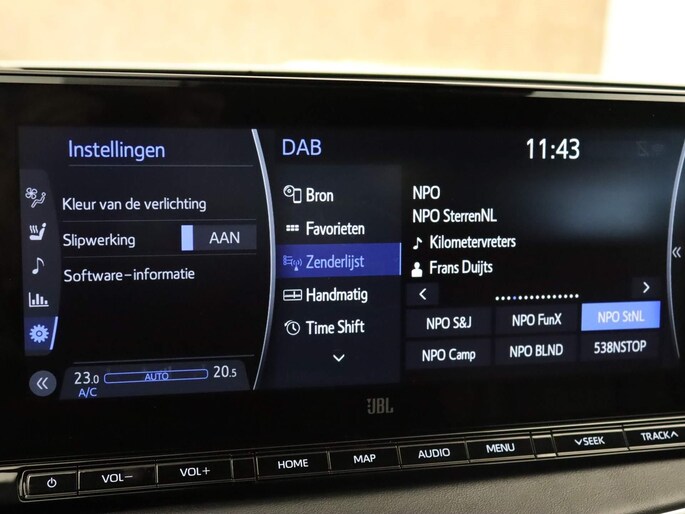 Instellingen
Kleur van de verlichting
Slipwerking AAN
Software-informatie
23.0 AUTO 20.5
A/C
DAB
11:43
Bron
Favorieten
Zenderlijst
Handmatig
Time Shift
NPO
NPO SterrenNL
Kilometervreters
Frans Duijts
NPO S&J NPO FunX NPO StNL
NPO Camp NPO BLND 538NSTOP
JBL
VOL- VOL+ HOME MAP AUDIO MENU SEEK TRACK